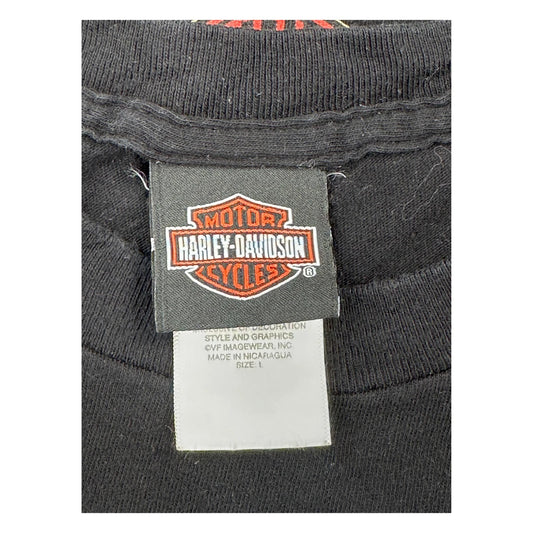 MOTOR
HARLEY-DAVIDSON
CYCLES
®
STYLE AND GRAPHICS
©VF IMAGEWEAR, INC.
MADE IN NICARAGUA
SIZE: L